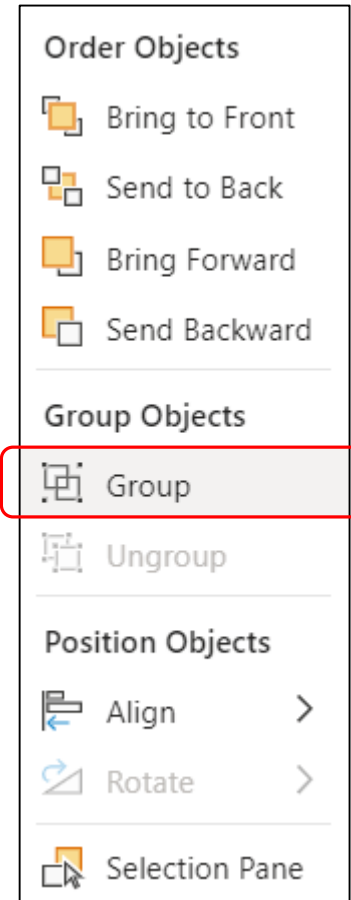 Order Objects
Bring to Front
Send to Back
Bring Forward
Send Backward
Group Objects
Group
Ungroup
Position Objects
Align
Rotate
Selection Pane